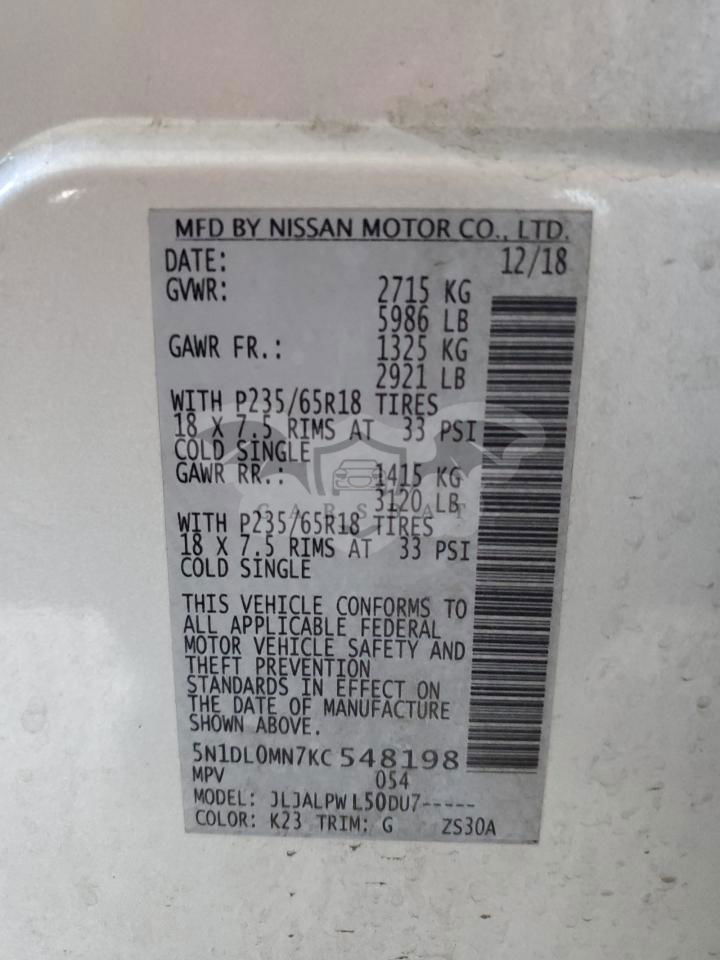 MFD BY NISSAN MOTOR CO., LTD.
DATE: 12/18
GVWR: 2715 KG
5986 LB
GAWR FR.: 1325 KG
2921 LB
WITH P235/65R18 TIRES
18 X 7.5 RIMS AT 33 PSI
COLD SINGLE
GAWR RR.: 1415 KG
3120 LB
WITH P235/65R18 TIRES
18 X 7.5 RIMS AT 33 PSI
COLD SINGLE
THIS VEHICLE CONFORMS TO
ALL APPLICABLE FEDERAL
MOTOR VEHICLE SAFETY AND
THEFT PREVENTION
STANDARDS IN EFFECT ON
THE DATE OF MANUFACTURE
SHOWN ABOVE.
5N1DL0MN7KC548198
MPV 054
MODEL: JLJALPW L50DU7-----
COLOR: K23 TRIM: G ZS30A